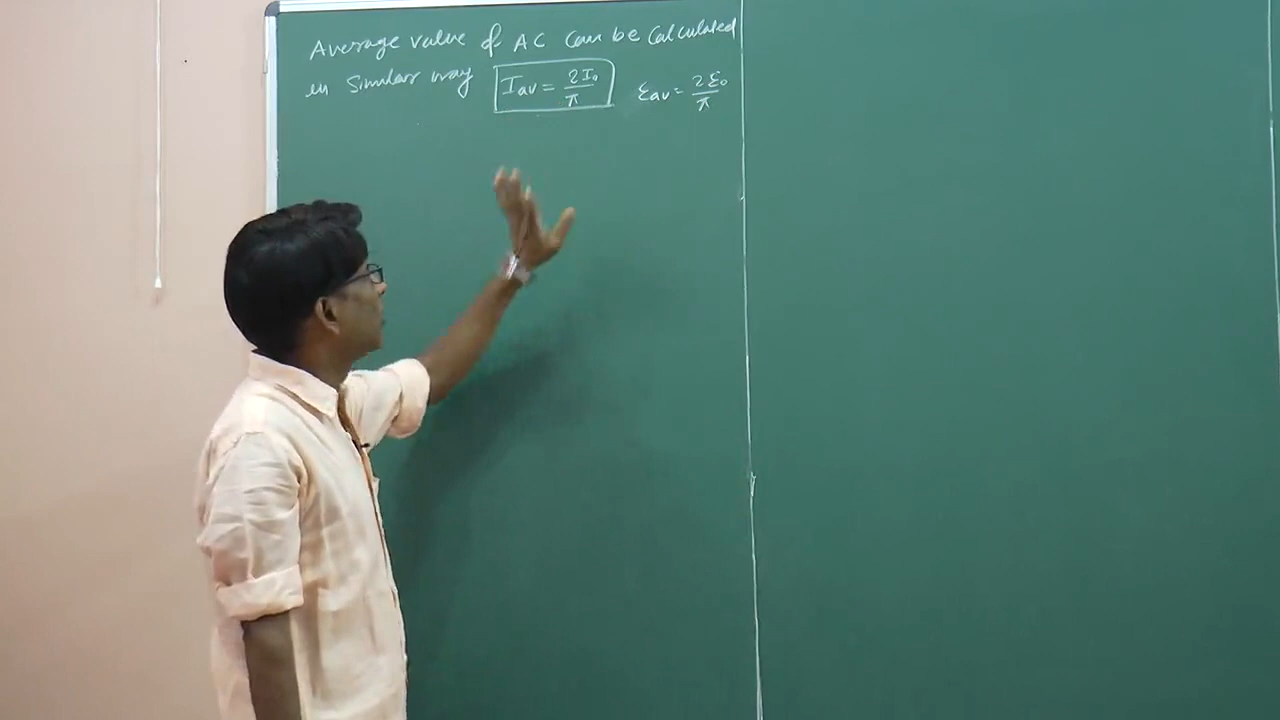 Average value of AC can be Calculated
in Similar way Iav = 2I₀/π εav = 2ε₀/π